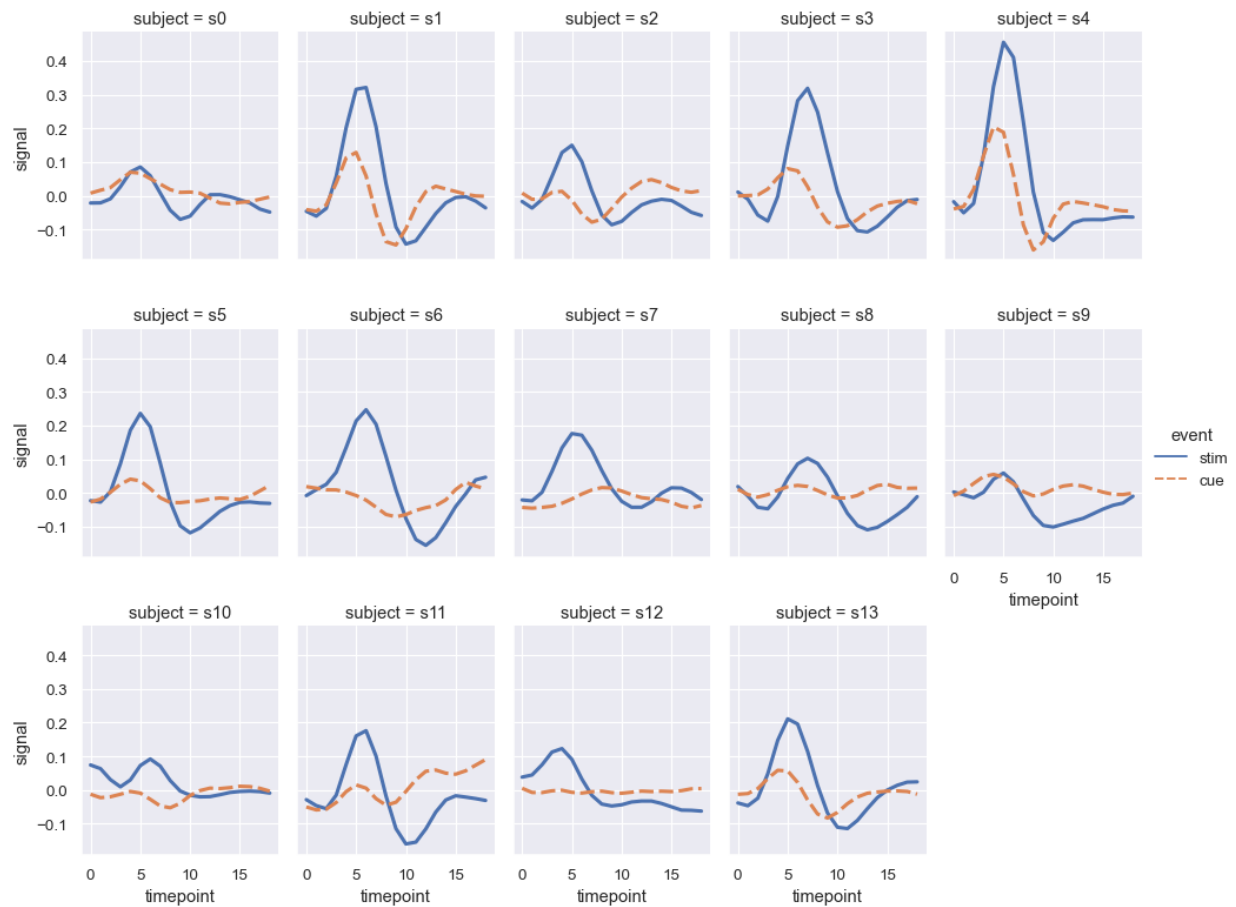 subject = s0
subject = s1
subject = s2
subject = s3
subject = s4
signal
0.4
0.3
0.2
0.1
0.0
−0.1
subject = s5
subject = s6
subject = s7
subject = s8
subject = s9
signal
0.4
0.3
0.2
0.1
0.0
−0.1
0 5 10 15
timepoint
event
stim
cue
subject = s10
subject = s11
subject = s12
subject = s13
signal
0.4
0.3
0.2
0.1
0.0
−0.1
0 5 10 15
timepoint
0 5 10 15
timepoint
0 5 10 15
timepoint
0 5 10 15
timepoint